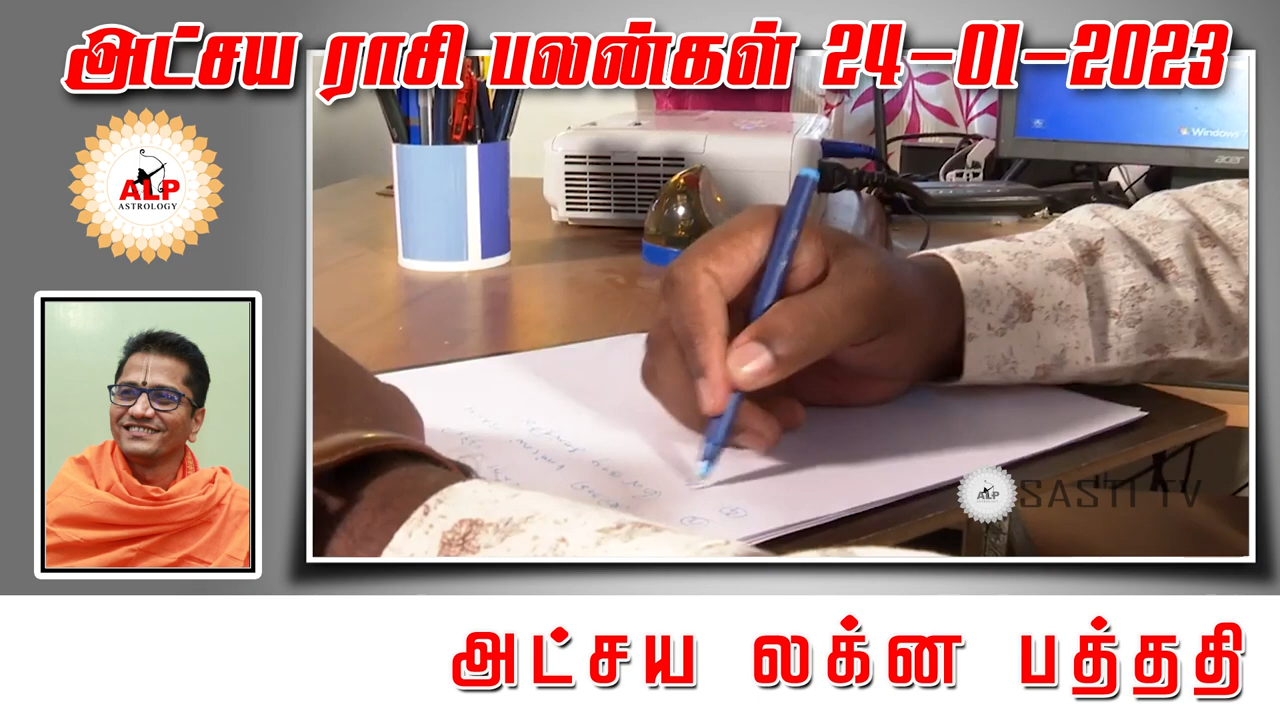 அட்சய ராசி பலன்கள் 24-01-2023
ALP
ASTROLOGY
Windows 7
acer
ALP
SASTI TV
அட்சய லக்ன பத்ததி